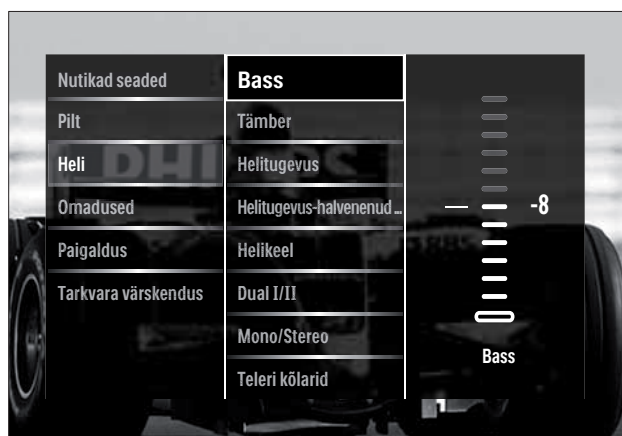 Nutikad seaded
Pilt
Heli
Omadused
Paigaldus
Tarkvara värskendus
Bass
Tämber
Helitugevus
Helitugevus-halvenenud...
Helikeel
Dual I/II
Mono/Stereo
Teleri kõlarid
-8
Bass